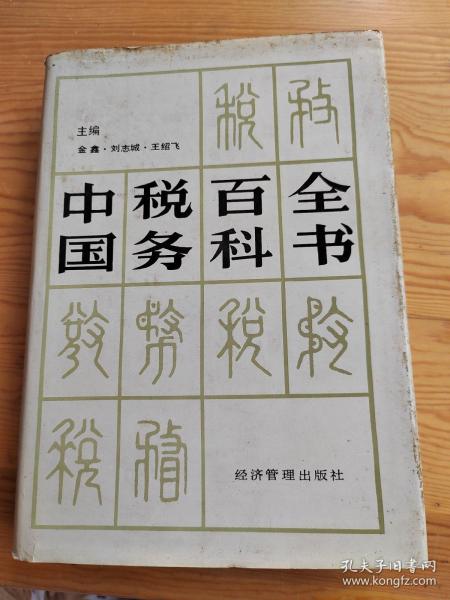 主编
金鑫·刘志城·王绍飞
中国税务百科全书
经济管理出版社
孔夫子旧书网
www.kongfz.com